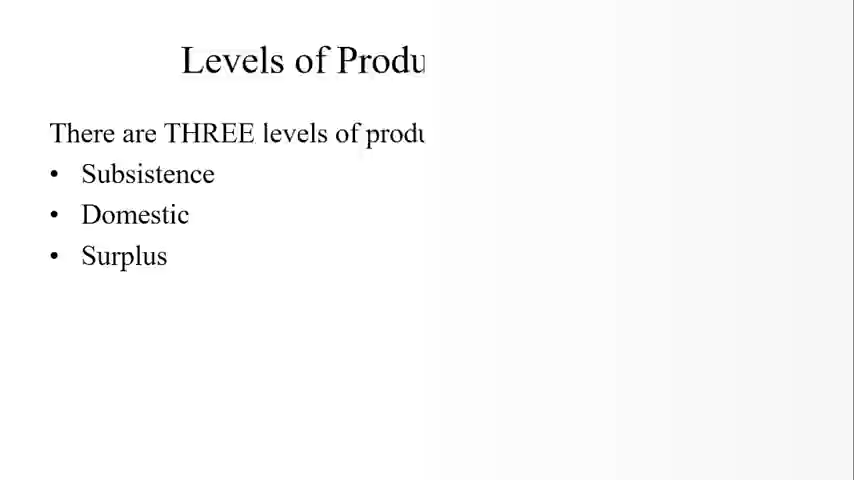 Levels of Produ
There are THREE levels of produ
• Subsistence
• Domestic
• Surplus